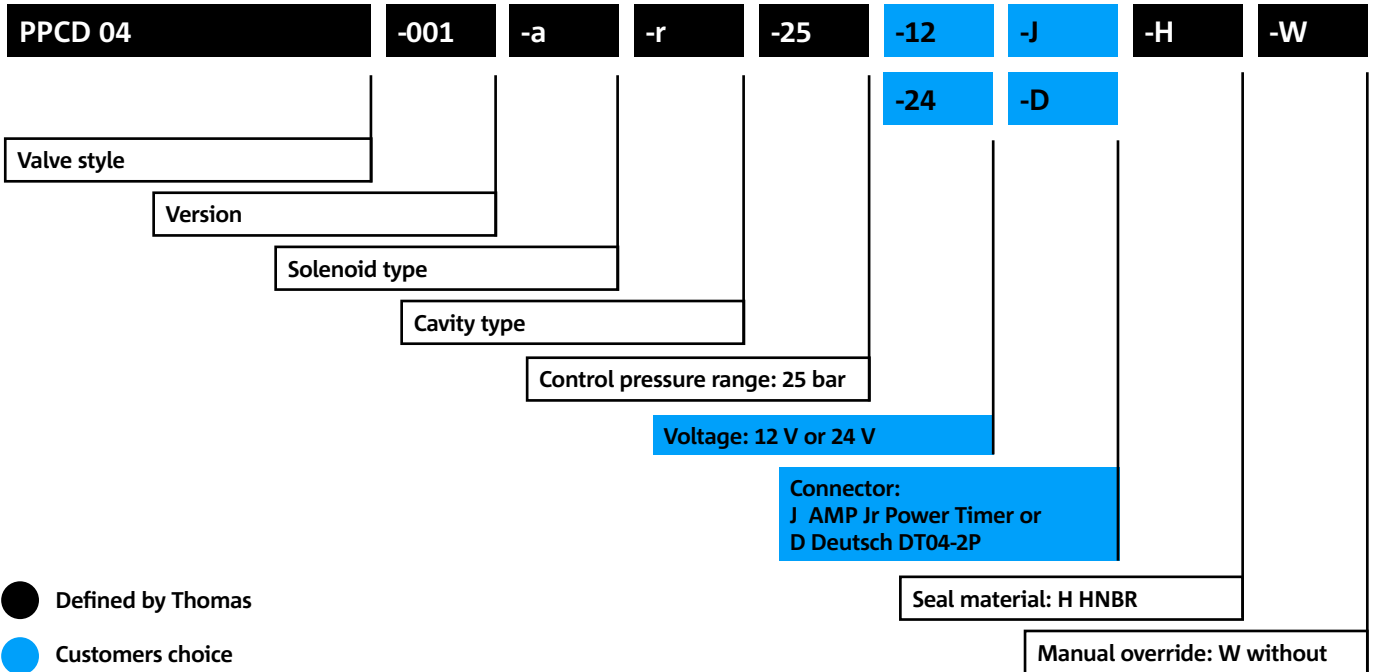 PPCD 04 -001 -a -r -25 -12 -J -H -W
-24 -D
Valve style
Version
Solenoid type
Cavity type
Control pressure range: 25 bar
Voltage: 12 V or 24 V
Connector:
J AMP Jr Power Timer or
D Deutsch DT04-2P
Defined by Thomas
Seal material: H HNBR
Customers choice
Manual override: W without